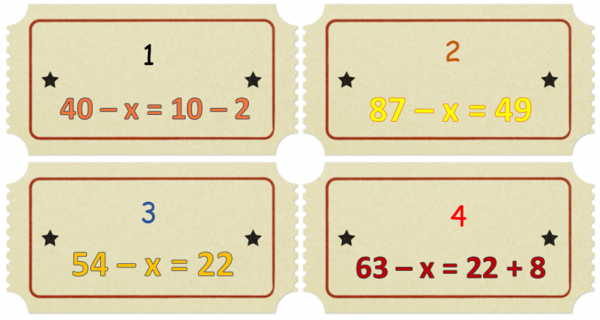 1
40 – x = 10 – 2
2
87 – x = 49
3
54 – x = 22
4
63 – x = 22 + 8